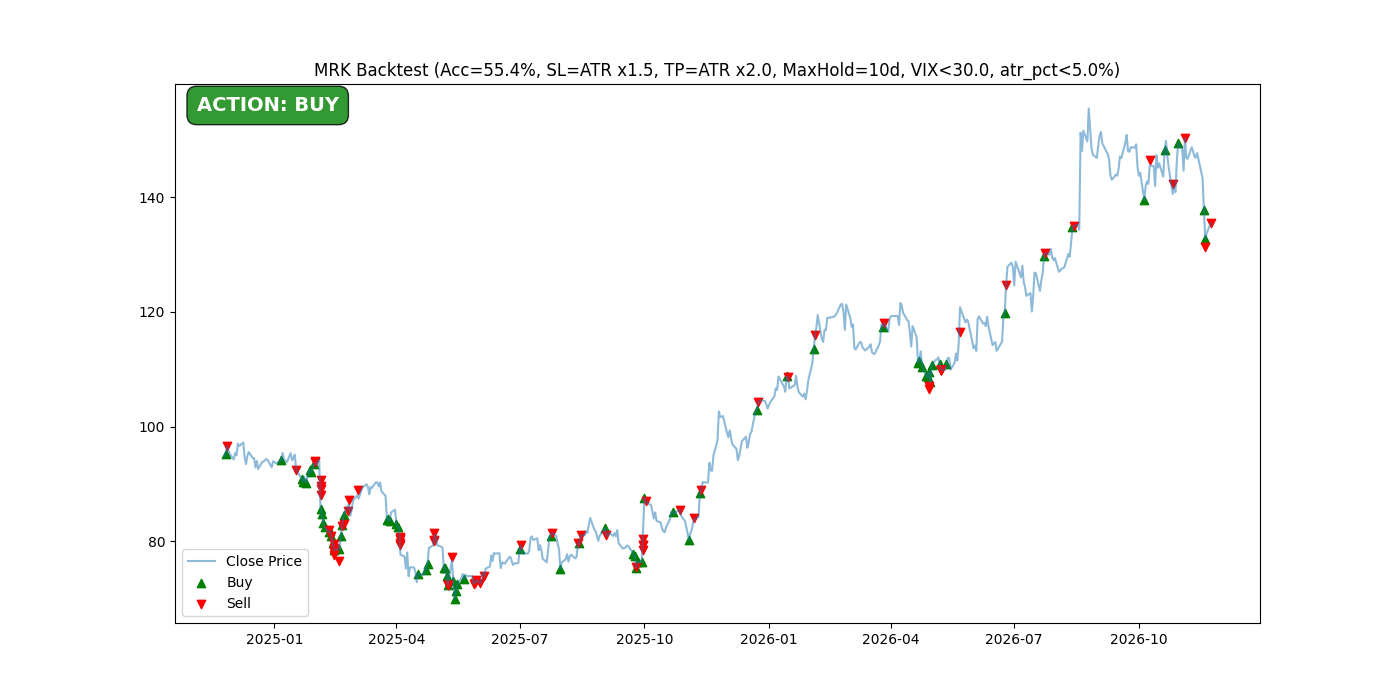 MRK Backtest (Acc=55.4%, SL=ATR x1.5, TP=ATR x2.0, MaxHold=10d, VIX<30.0, atr_pct<5.0%)
ACTION: BUY
140
120
100
80
Close Price
Buy
Sell
2025-01
2025-04
2025-07
2025-10
2026-01
2026-04
2026-07
2026-10